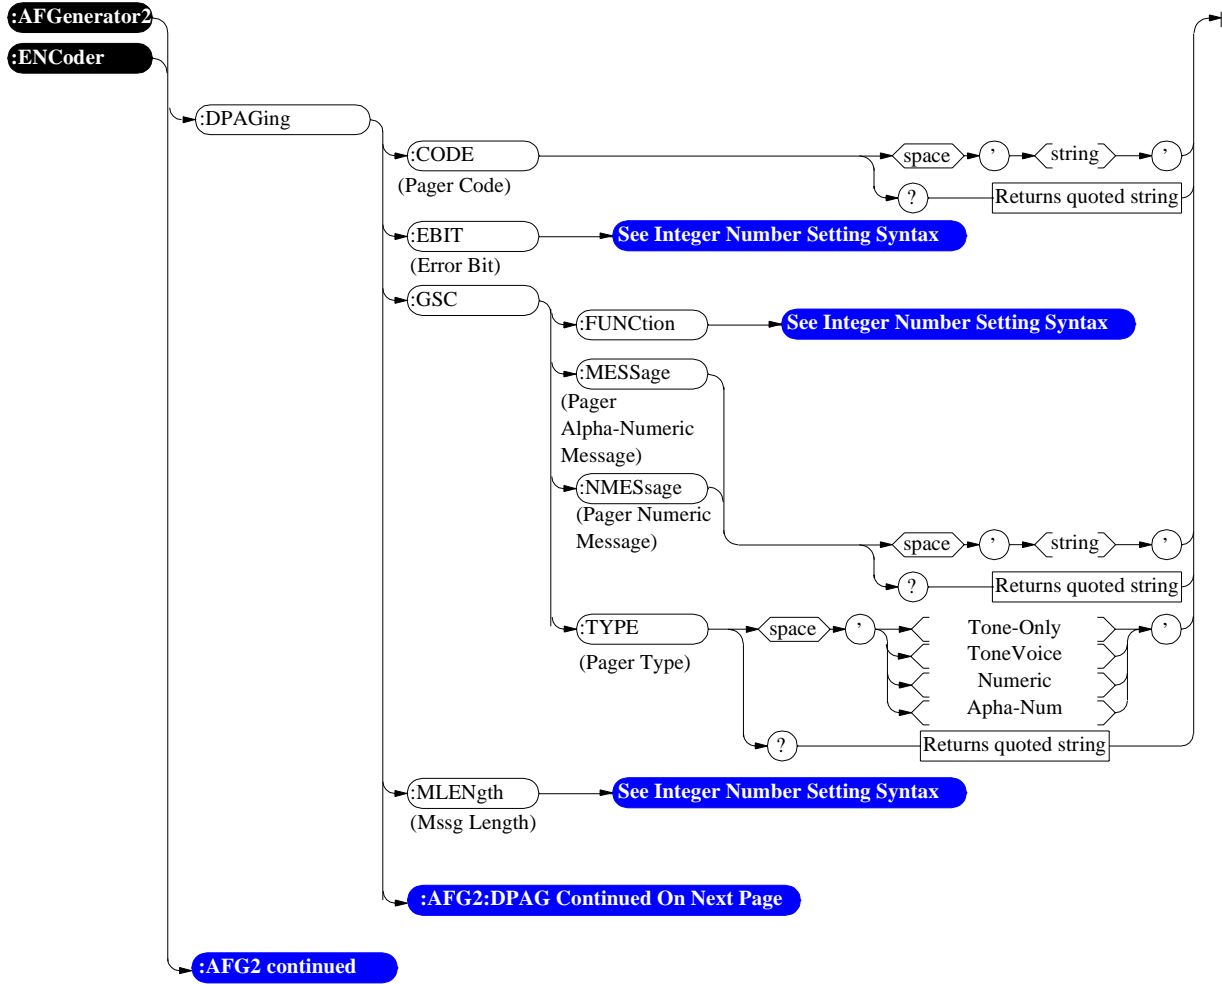 :AFGenerator2
:ENCoder
:DPAGing
:CODE
(Pager Code)
space ’ string ’
? Returns quoted string
:EBIT
(Error Bit)
See Integer Number Setting Syntax
:GSC
:FUNCtion
See Integer Number Setting Syntax
:MESSage
(Pager
Alpha-Numeric
Message)
:NMESsage
(Pager Numeric
Message)
space ’ string ’
? Returns quoted string
:TYPE
(Pager Type)
space ’ Tone-Only ’
ToneVoice
Numeric
Apha-Num
? Returns quoted string
:MLENgth
(Mssg Length)
See Integer Number Setting Syntax
:AFG2:DPAG Continued On Next Page
:AFG2 continued